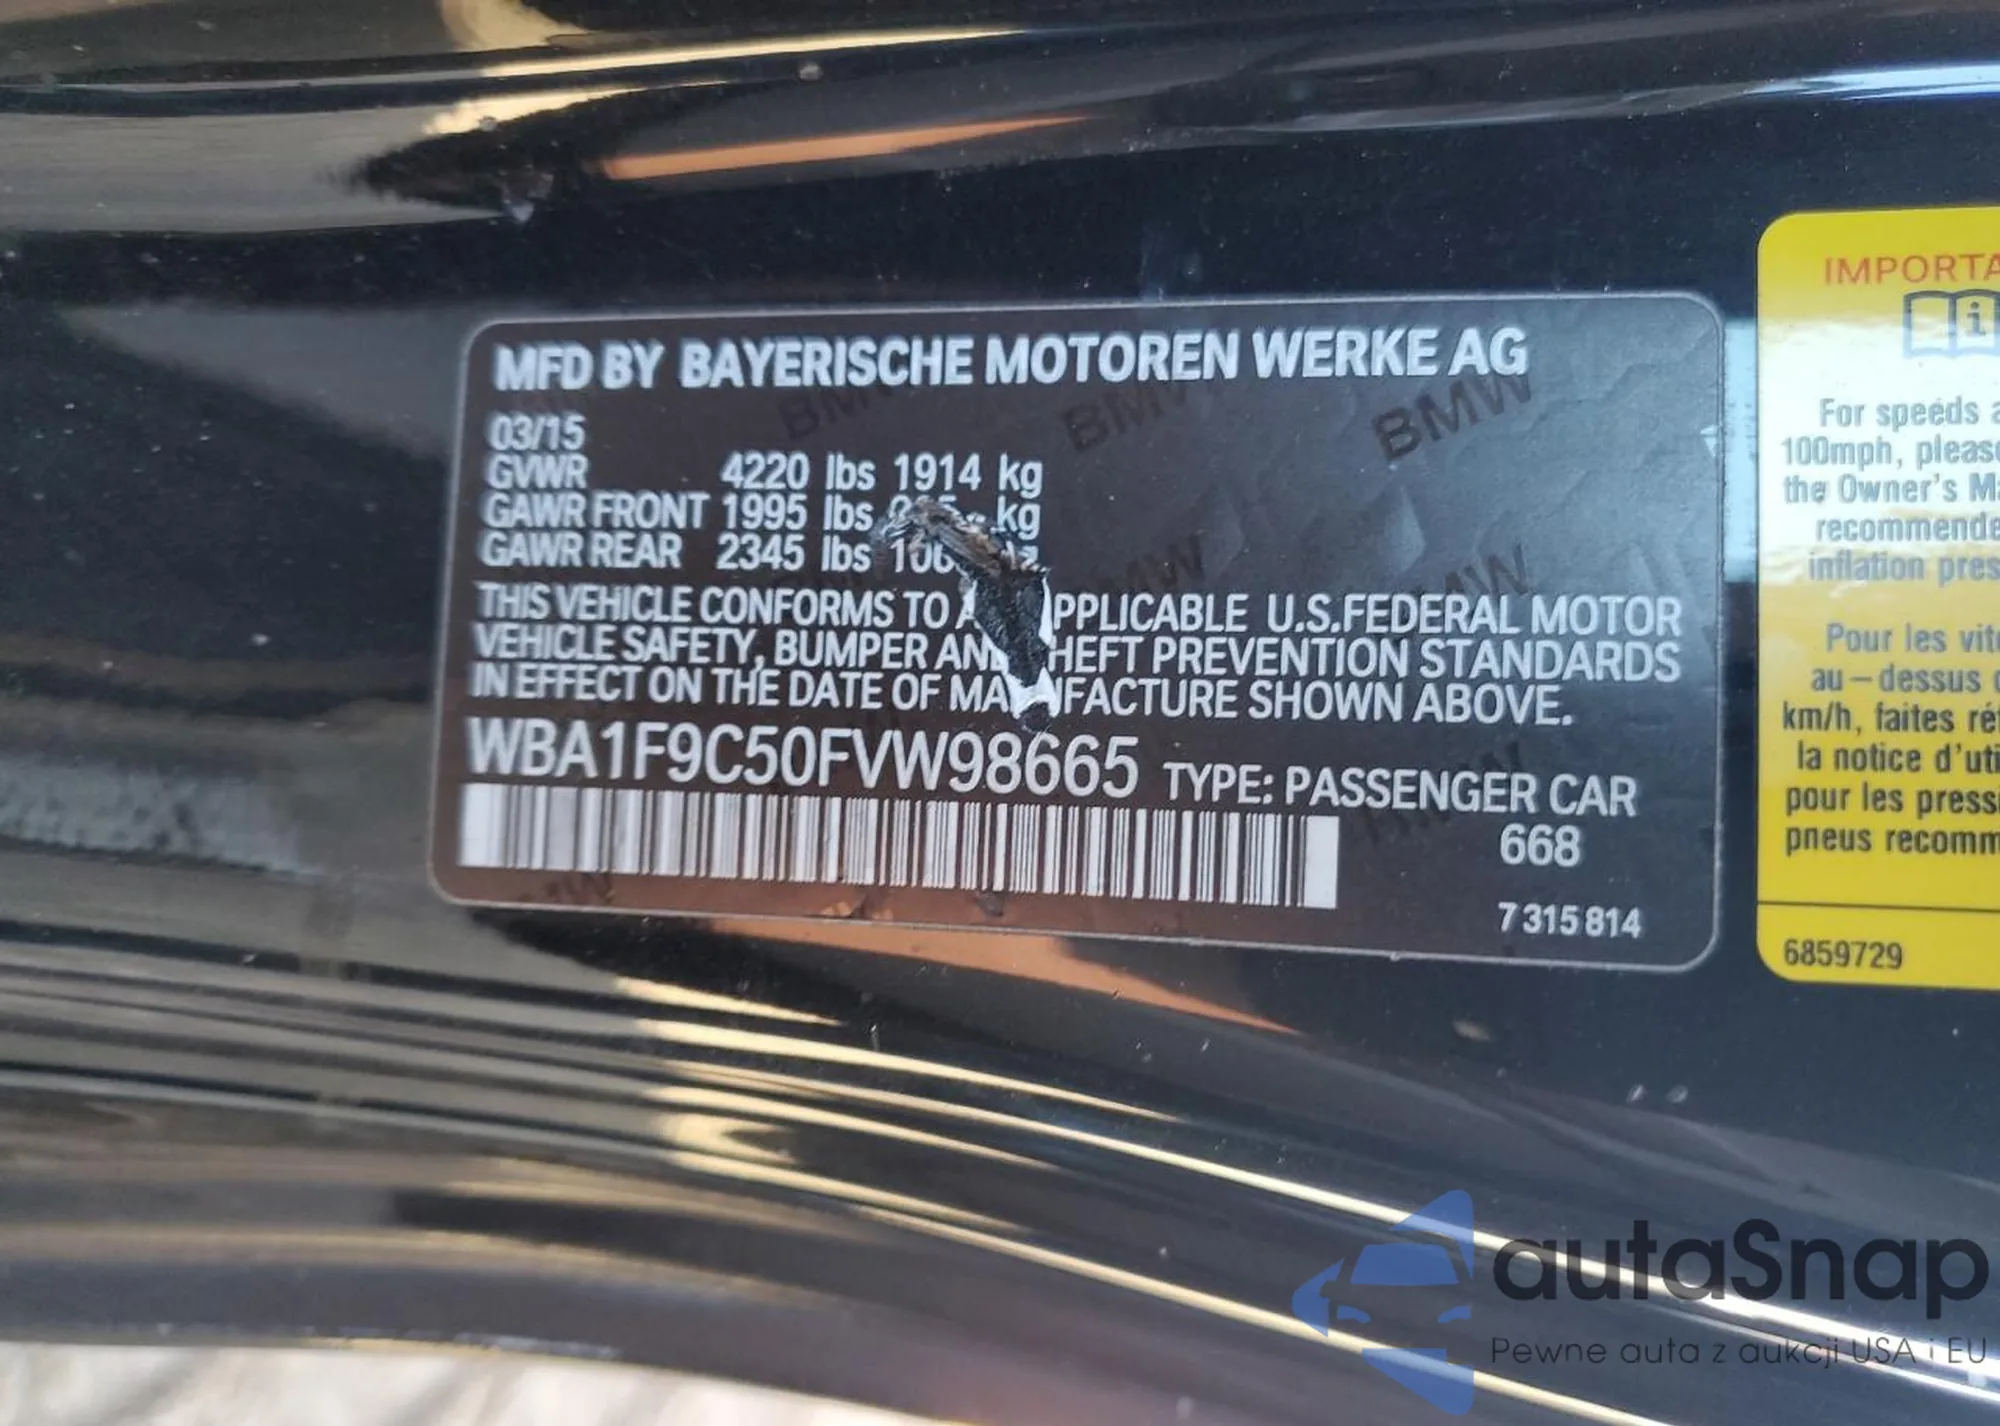 MFD BY BAYERISCHE MOTOREN WERKE AG
03/15
GVWR 4220 lbs 1914 kg
GAWR FRONT 1995 lbs kg
GAWR REAR 2345 lbs
THIS VEHICLE CONFORMS TO APPLICABLE U.S.FEDERAL MOTOR
VEHICLE SAFETY, BUMPER AND THEFT PREVENTION STANDARDS
IN EFFECT ON THE DATE OF MANUFACTURE SHOWN ABOVE.
WBA1F9C50FVW98665 TYPE: PASSENGER CAR
668
7 315 814
BMW BMW BMW
IMPORTA
For speeds a
100mph, please
the Owner's Ma
recommende
inflation pres
Pour les vite
au-dessus d
km/h, faites réf
la notice d'uti
pour les press
pneus recomm
6859729
autaSnap
Pewne auta z aukcji USA i EU